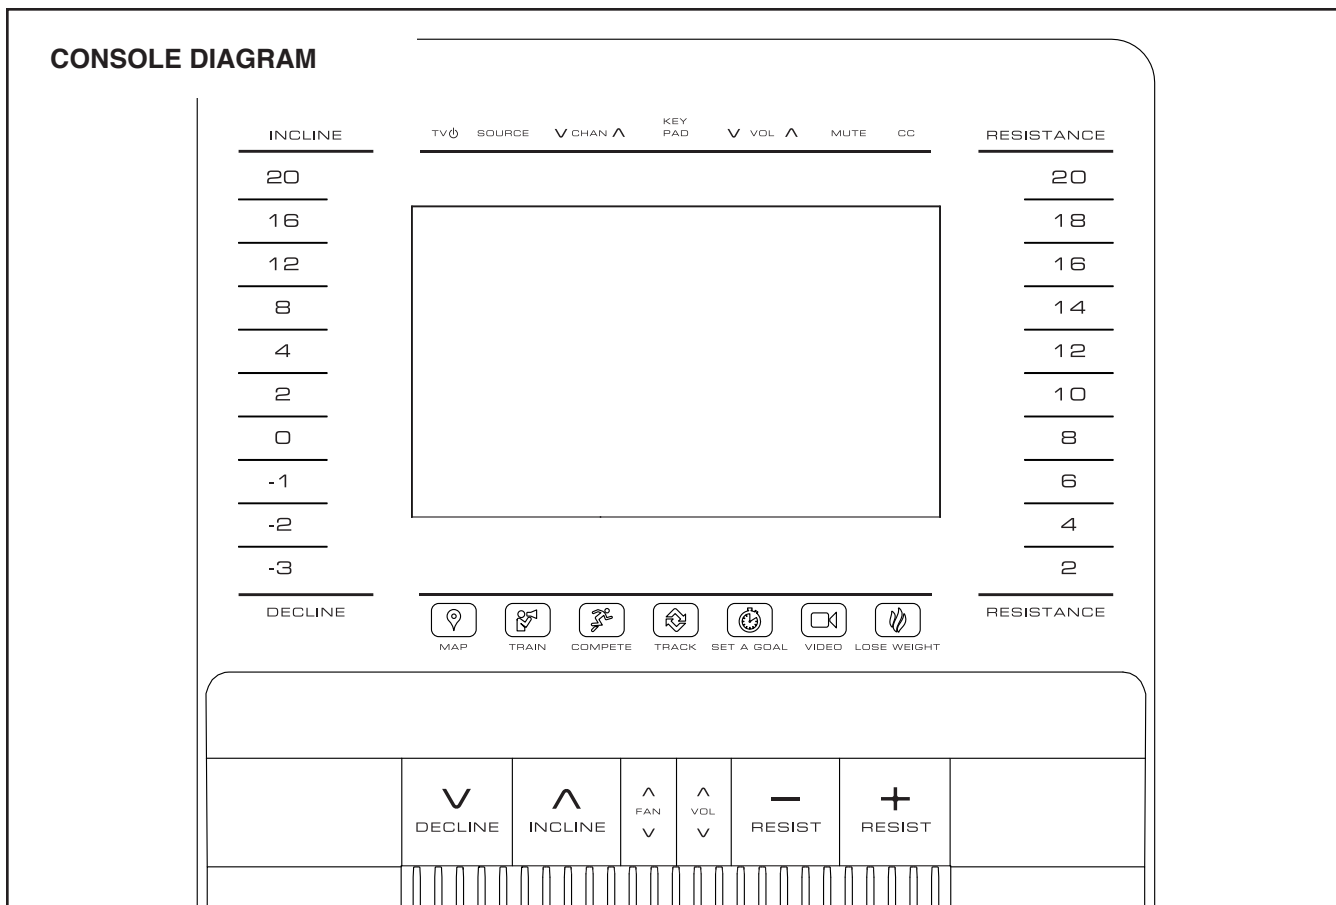 CONSOLE DIAGRAM
INCLINE
20
16
12
8
4
2
0
-1
-2
-3
DECLINE
TV SOURCE CHAN KEY PAD VOL MUTE CC
RESISTANCE
20
18
16
14
12
10
8
6
4
2
RESISTANCE
MAP TRAIN COMPETE TRACK SET A GOAL VIDEO LOSE WEIGHT
DECLINE INCLINE FAN VOL RESIST RESIST